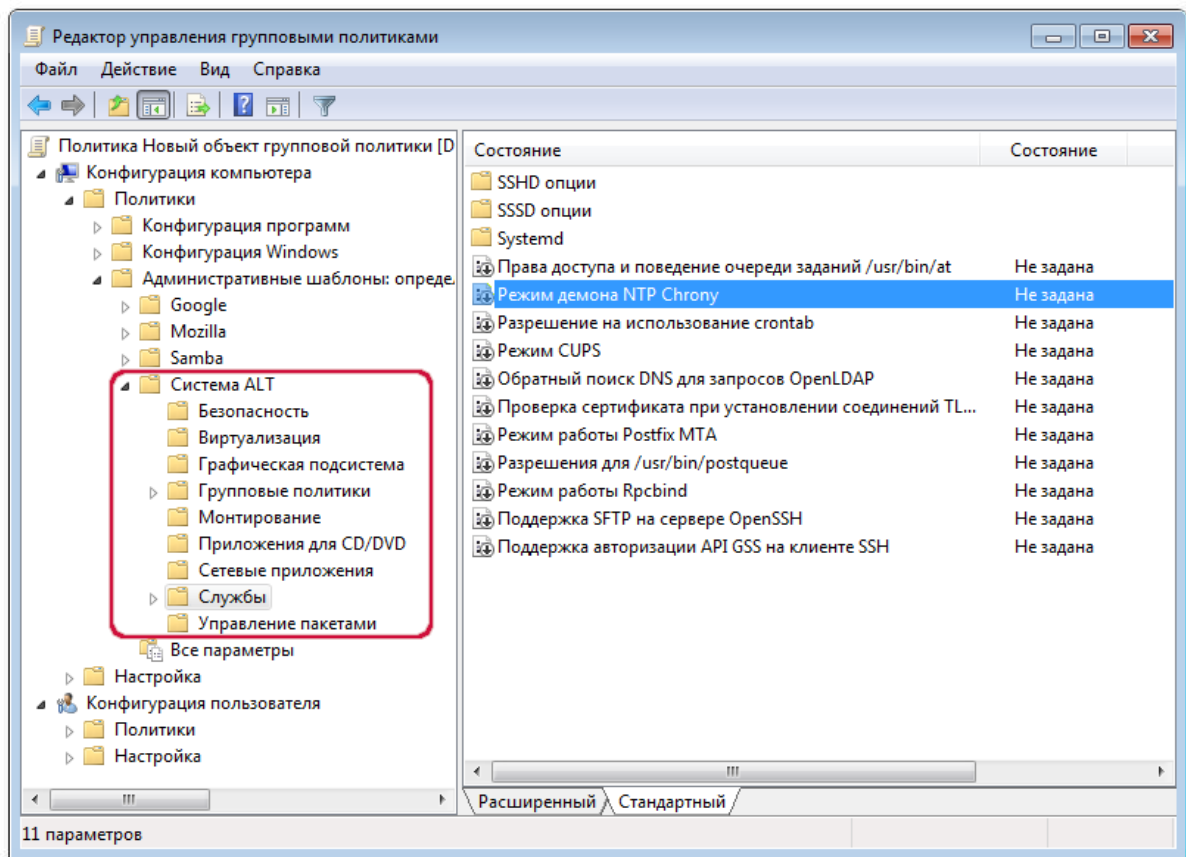 Редактор управления групповыми политиками
Файл Действие Вид Справка
Политика Новый объект групповой политики [D
Конфигурация компьютера
Политики
Конфигурация программ
Конфигурация Windows
Административные шаблоны: опреде
Google
Mozilla
Samba
Система ALT
Безопасность
Виртуализация
Графическая подсистема
Групповые политики
Монтирование
Приложения для CD/DVD
Сетевые приложения
Службы
Управление пакетами
Все параметры
Настройка
Конфигурация пользователя
Политики
Настройка
Состояние Состояние
SSHD опции
SSSD опции
Systemd
Права доступа и поведение очереди заданий /usr/bin/at Не задана
Режим демона NTP Chrony Не задана
Разрешение на использование crontab Не задана
Режим CUPS Не задана
Обратный поиск DNS для запросов OpenLDAP Не задана
Проверка сертификата при установлении соединений TL... Не задана
Режим работы Postfix MTA Не задана
Разрешения для /usr/bin/postqueue Не задана
Режим работы Rpcbind Не задана
Поддержка SFTP на сервере OpenSSH Не задана
Поддержка авторизации API GSS на клиенте SSH Не задана
Расширенный Стандартный
11 параметров